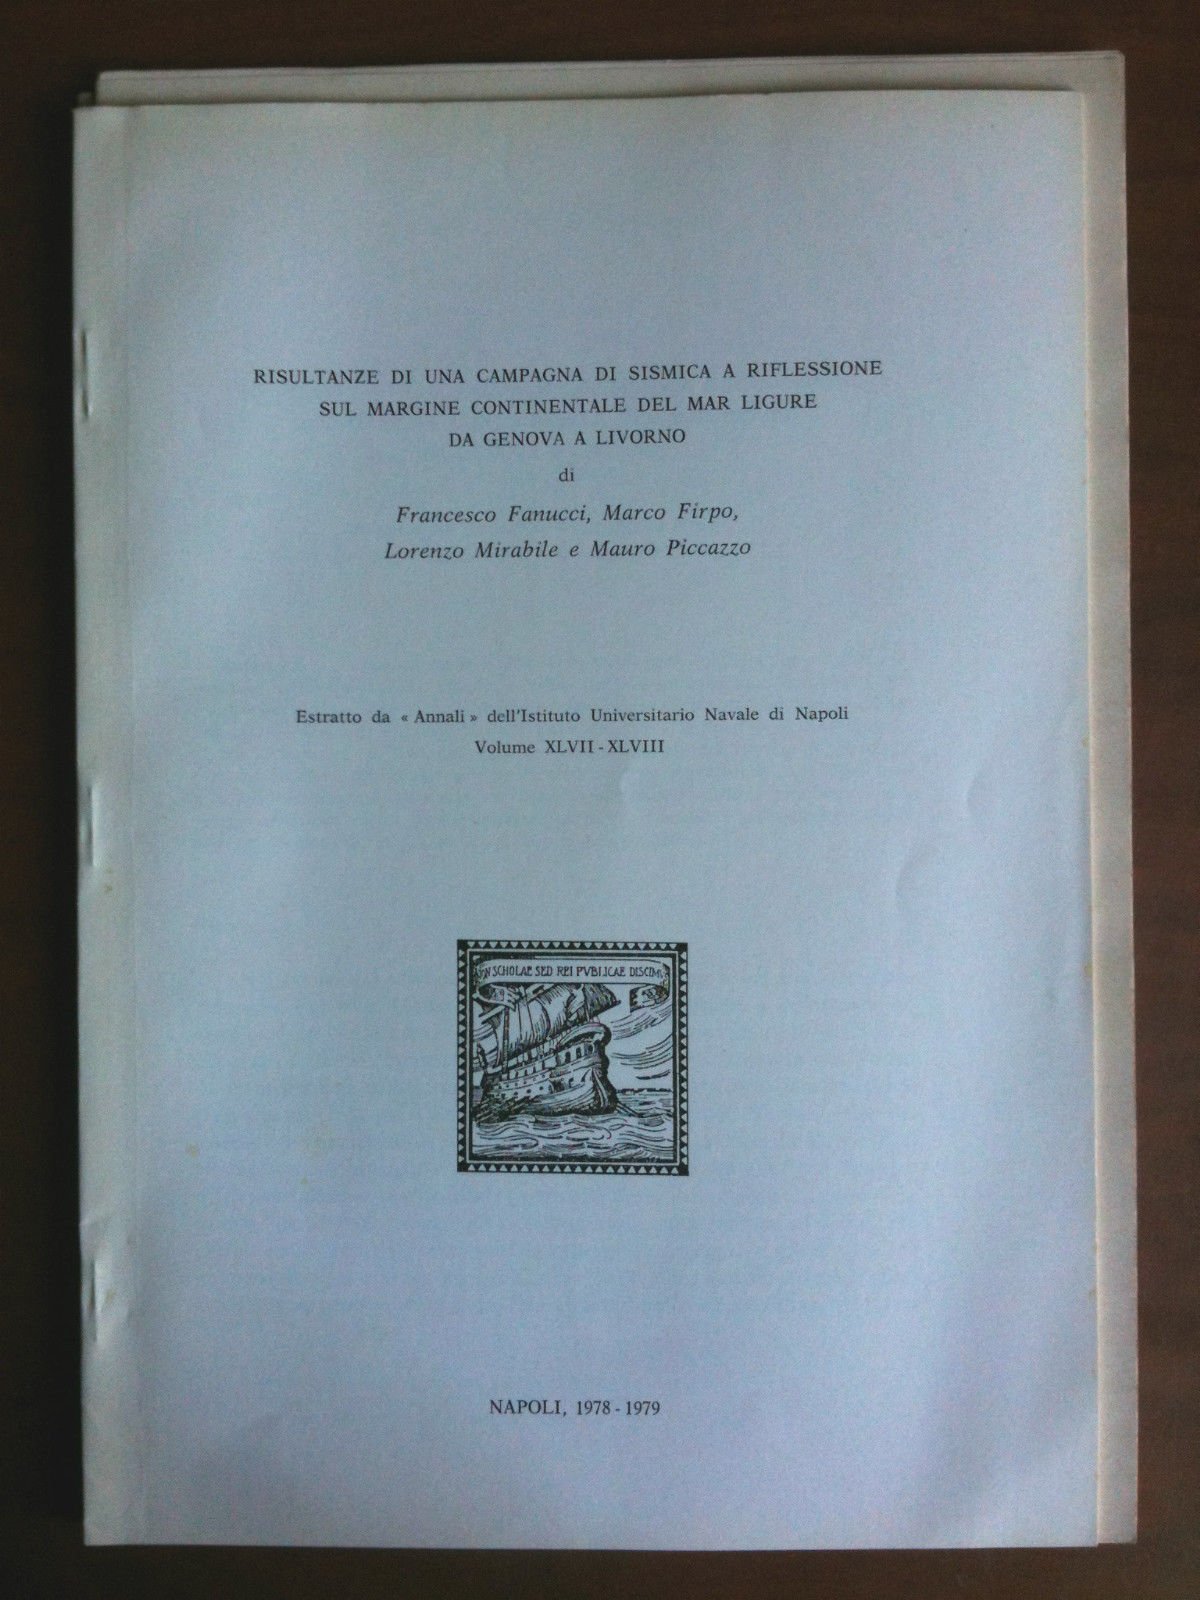 RISULTANZE DI UNA CAMPAGNA DI SISMICA A RIFLESSIONE
SUL MARGINE CONTINENTALE DEL MAR LIGURE
DA GENOVA A LIVORNO
di
Francesco Fanucci, Marco Firpo,
Lorenzo Mirabile e Mauro Piccazzo
Estratto da « Annali » dell'Istituto Universitario Navale di Napoli
Volume XLVII - XLVIII
SCHOLAE SED REI PVBLICAE
NAPOLI, 1978 - 1979